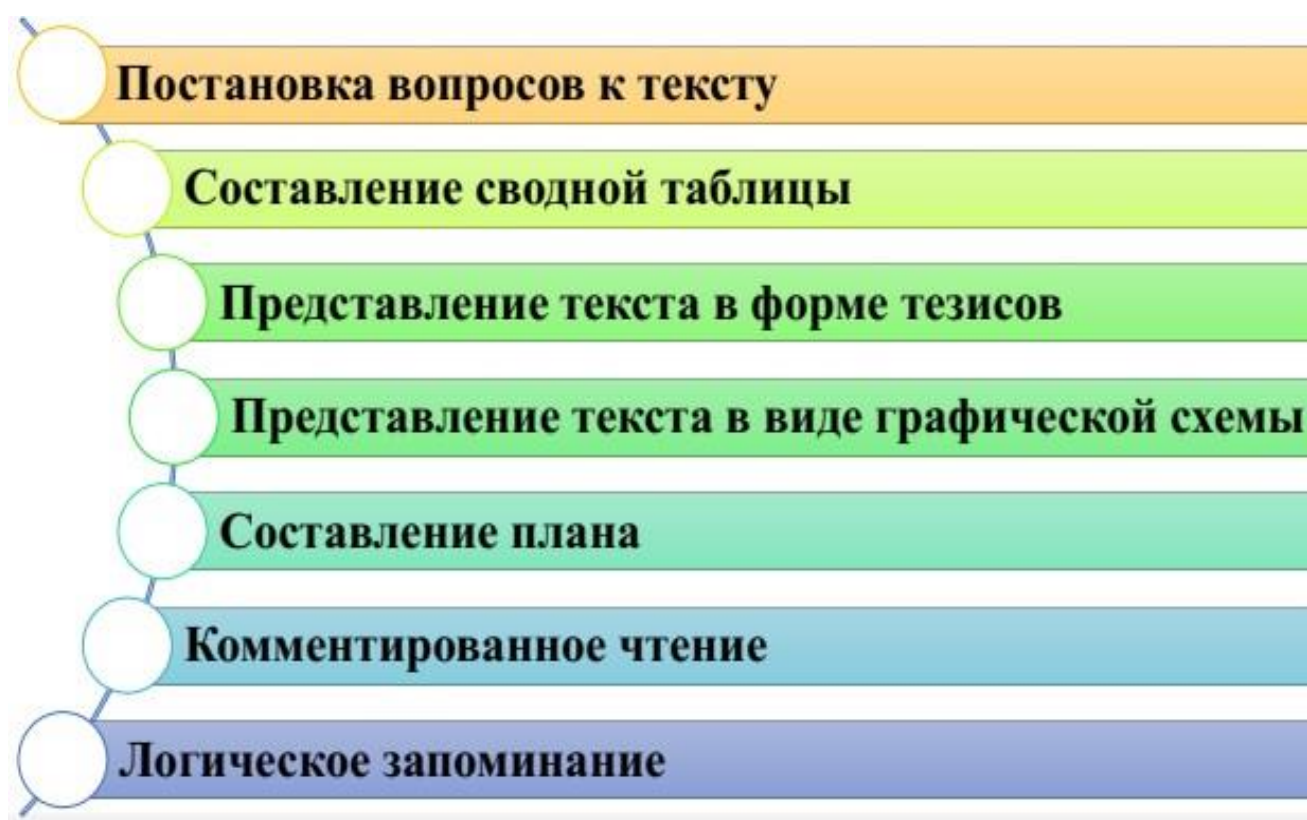 Постановка вопросов к тексту
Составление сводной таблицы
Представление текста в форме тезисов
Представление текста в виде графической схемы
Составление плана
Комментированное чтение
Логическое запоминание